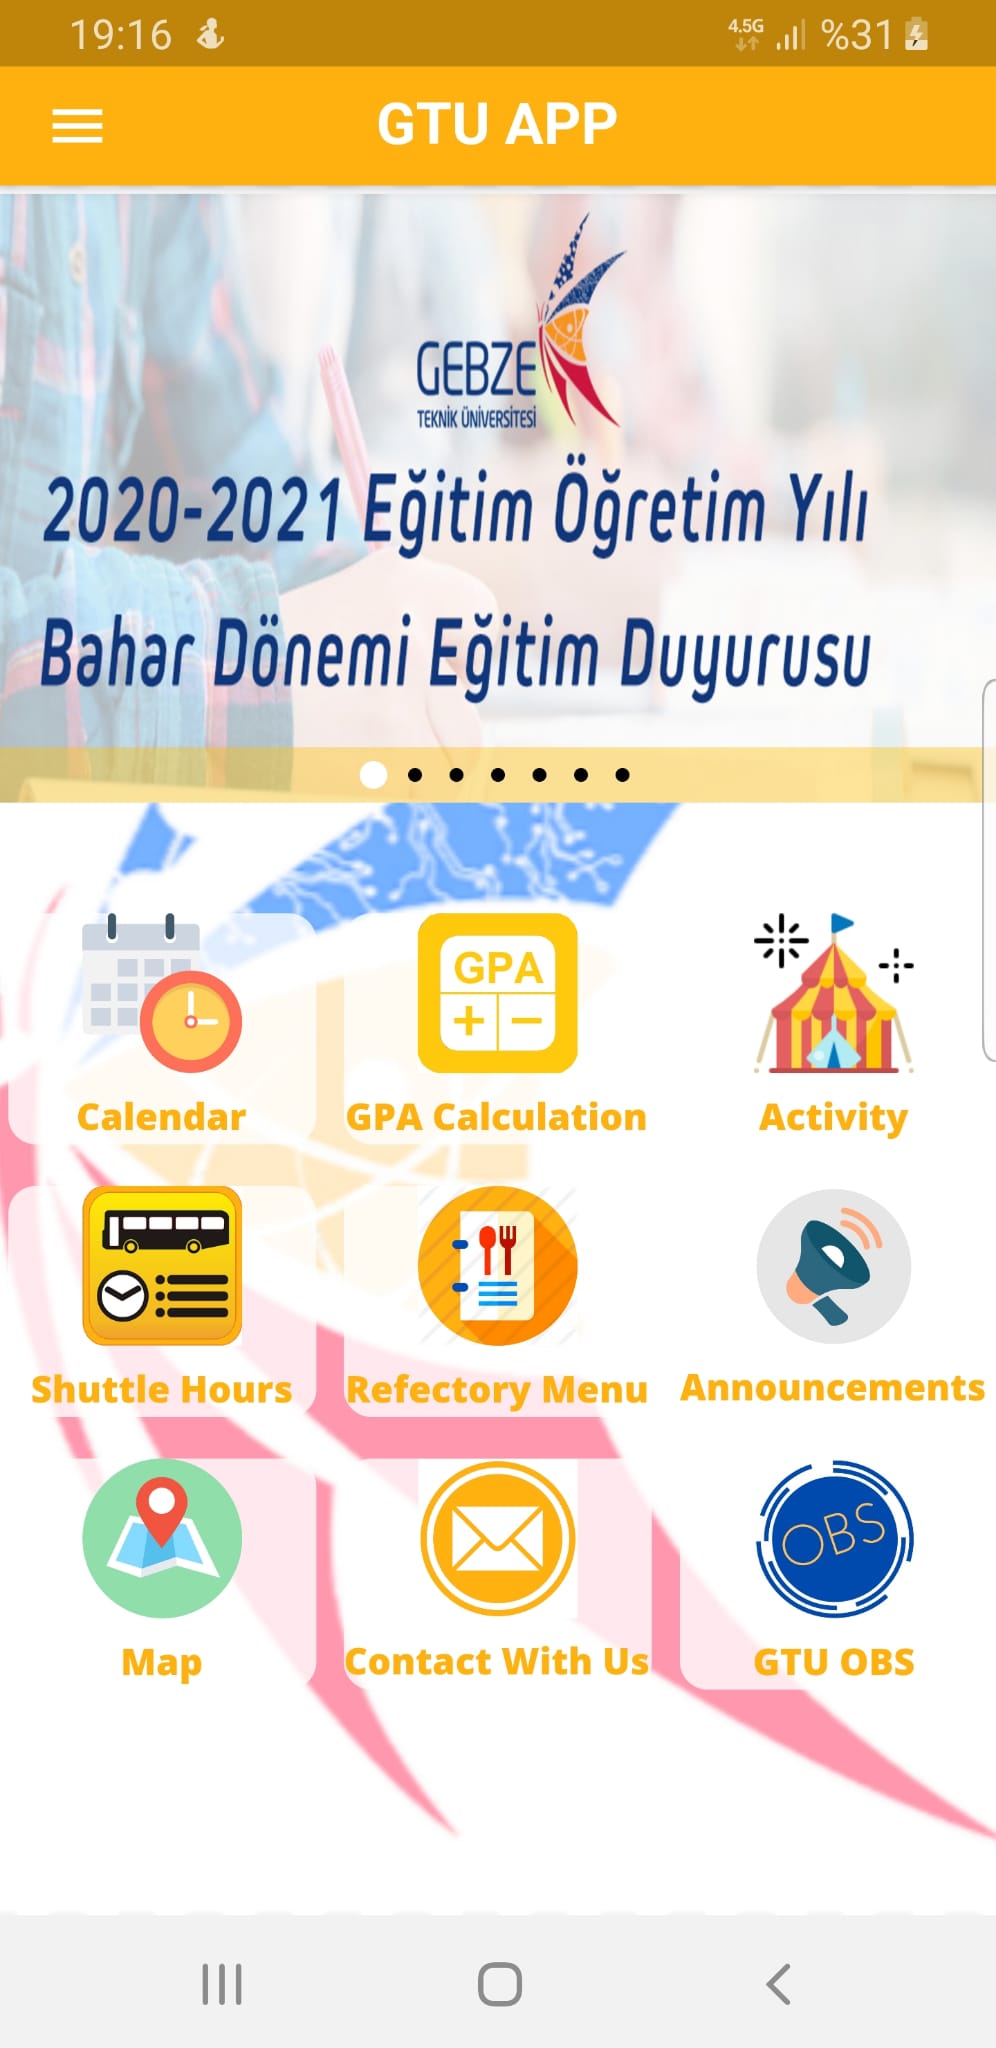 19:16 4.5G %31
GTU APP
GEBZE
TEKNİK ÜNİVERSİTESİ
2020-2021 Eğitim Öğretim Yılı
Bahar Dönemi Eğitim Duyurusu
GPA
+ −
Calendar GPA Calculation Activity
Shuttle Hours Refectory Menu Announcements
OBS
Map Contact With Us GTU OBS